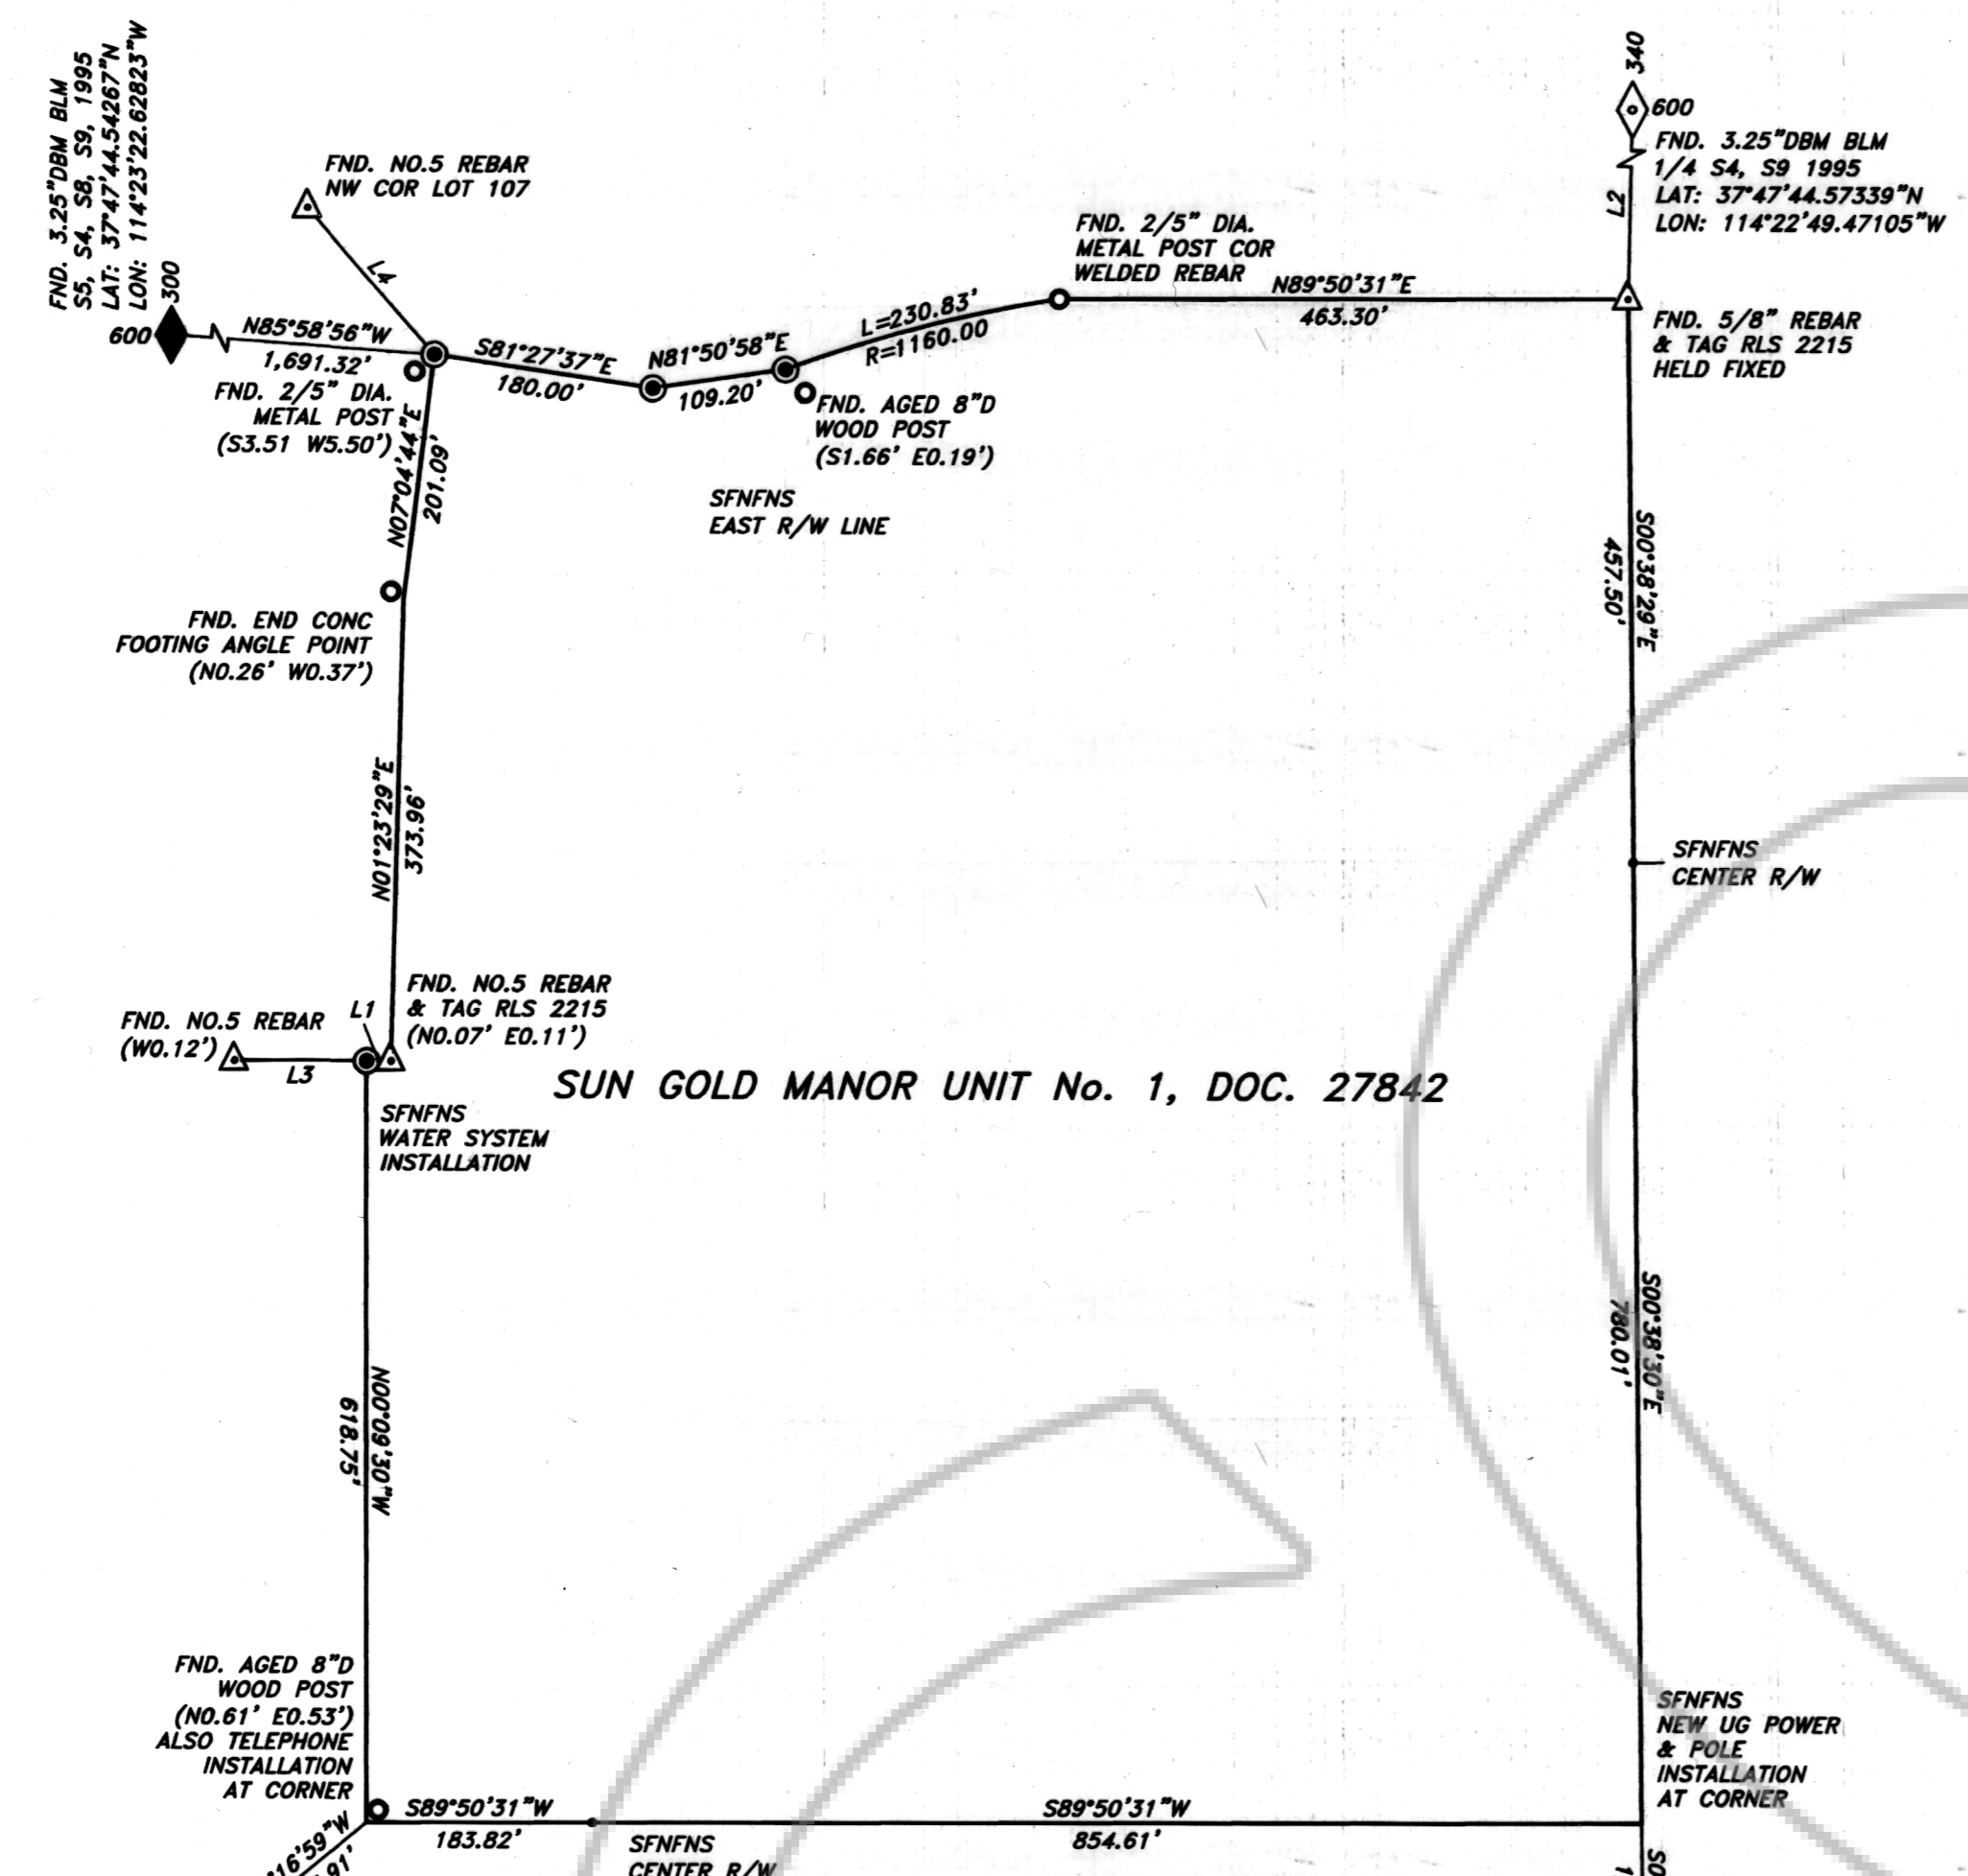 FND. 3.25"DBM BLM
S5, S4, S8, S9, 1995
LAT: 37°47'44.54267"N
LON: 114°23'22.62823"W
300
600
FND. NO.5 REBAR
NW COR LOT 107
L4
N85°58'56"W
1,691.32'
FND. 2/5" DIA.
METAL POST
(S3.51 W5.50')
S81°27'37"E
180.00'
N81°50'58"E
109.20'
L=230.83'
R=1160.00
FND. 2/5" DIA.
METAL POST COR
WELDED REBAR
N89°50'31"E
463.30'
340
600
FND. 3.25"DBM BLM
1/4 S4, S9 1995
LAT: 37°47'44.57339"N
LON: 114°22'49.47105"W
FND. 5/8" REBAR
& TAG RLS 2215
HELD FIXED
FND. AGED 8"D
WOOD POST
(S1.66' E0.19')
SFNFNS
EAST R/W LINE
N07°04'44"E
201.09'
FND. END CONC
FOOTING ANGLE POINT
(N0.26' W0.37')
S00°38'29"E
457.50'
N01°23'29"E
373.96'
SFNFNS
CENTER R/W
FND. NO.5 REBAR
(W0.12')
L3
L1
FND. NO.5 REBAR
& TAG RLS 2215
(N0.07' E0.11')
SUN GOLD MANOR UNIT No. 1, DOC. 27842
SFNFNS
WATER SYSTEM
INSTALLATION
S00°38'30"E
780.01'
N00°09'30"W
618.75'
FND. AGED 8"D
WOOD POST
(N0.61' E0.53')
ALSO TELEPHONE
INSTALLATION
AT CORNER
SFNFNS
NEW UG POWER
& POLE
INSTALLATION
AT CORNER
S89°50'31"W
183.82'
S89°50'31"W
854.61'
SFNFNS
CENTER R/W
16'59"W
.91'